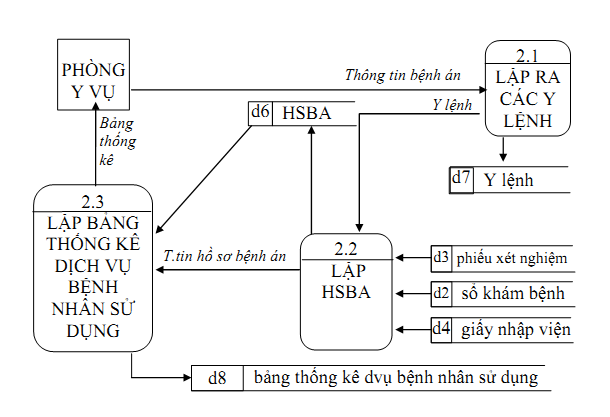 2.1
PHÒNG
Y VỤ
Thông tin bệnh án
LẬP RA
CÁC Y
LỆNH
d6 HSBA
Y lệnh
Bảng
thống
kê
d7 Y lệnh
2.3
LẬP BẢNG
THỐNG KÊ
DỊCH VỤ
BỆNH
NHÂN SỬ
DỤNG
T.tin hồ sơ bệnh án
2.2
LẬP
HSBA
d3 phiếu xét nghiệm
d2 sổ khám bệnh
d4 giấy nhập viện
d8 bảng thống kê dvụ bệnh nhân sử dụng